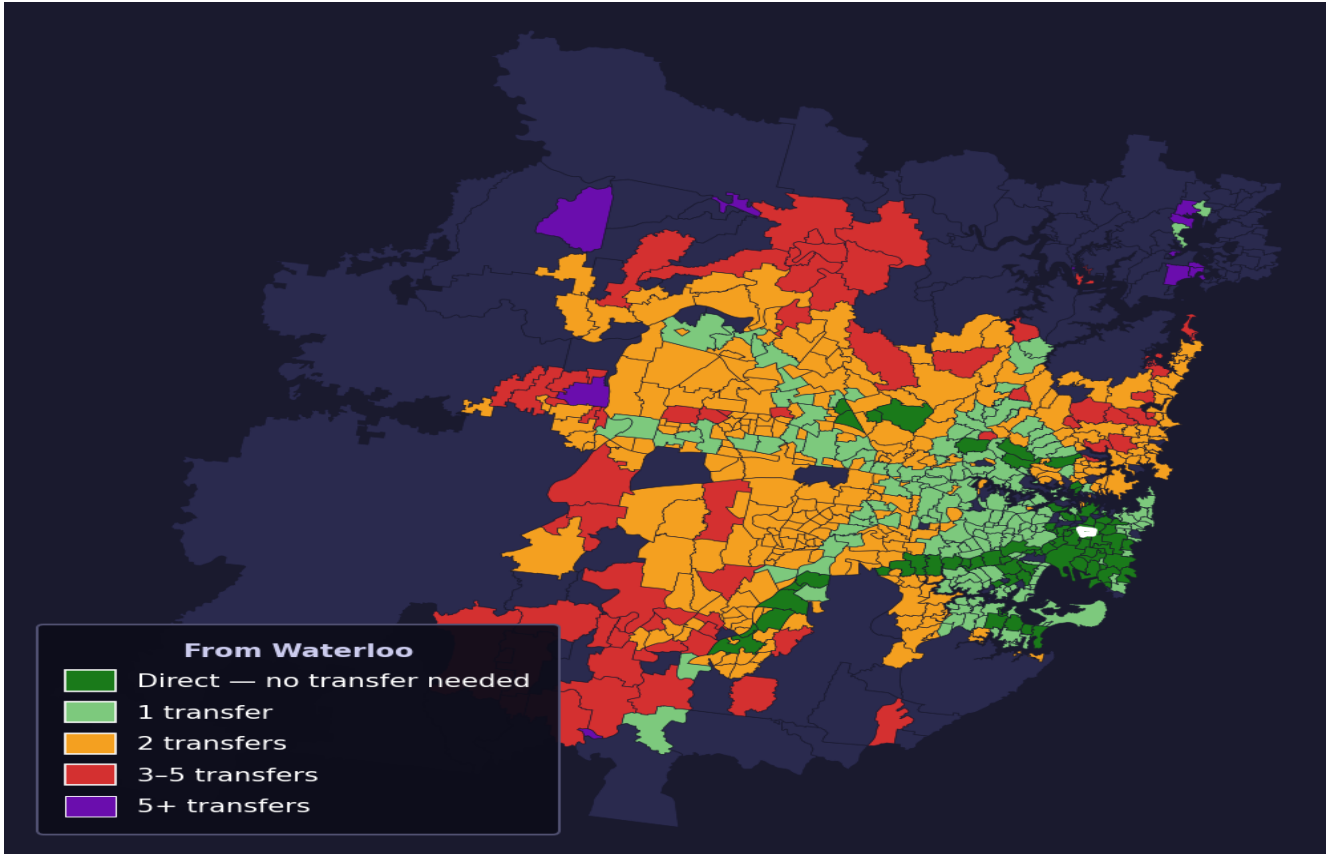 From Waterloo
Direct — no transfer needed
1 transfer
2 transfers
3–5 transfers
5+ transfers